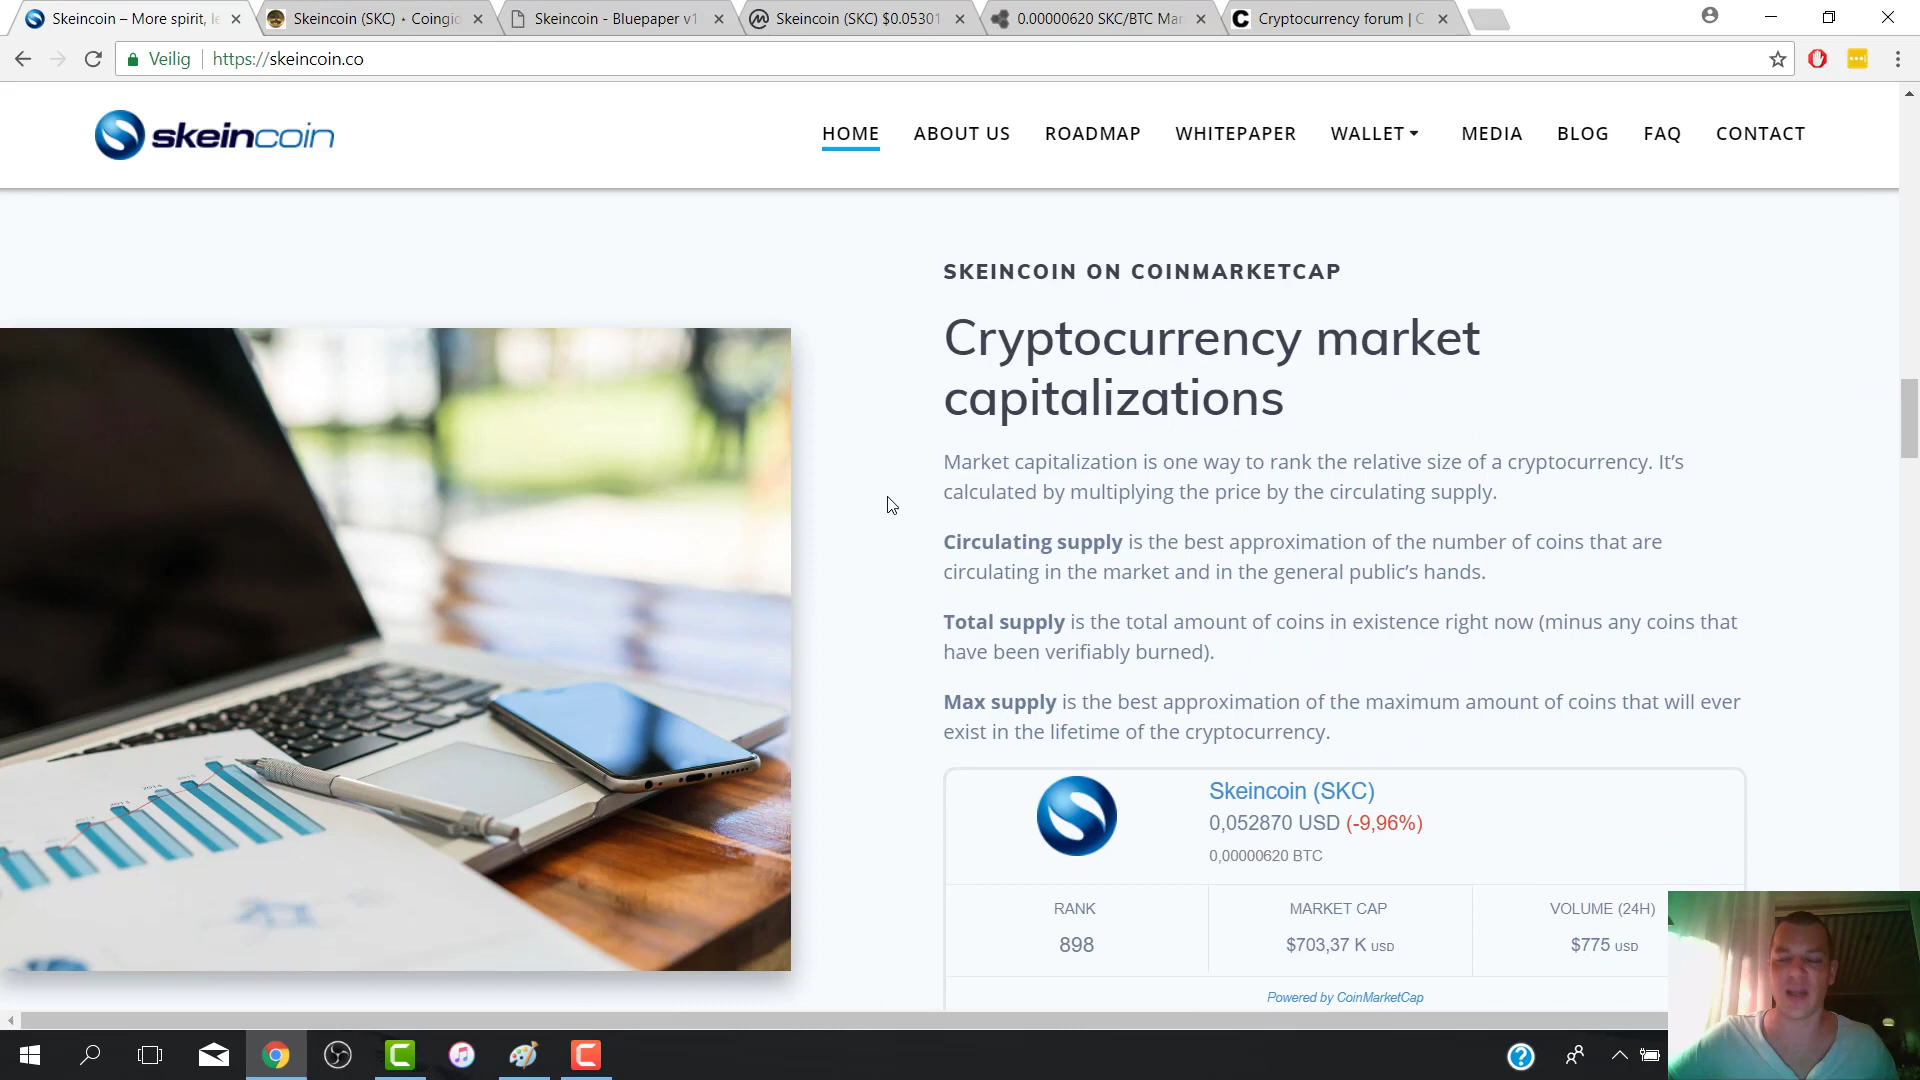 Skeincoin – More spirit, le
Skeincoin (SKC) • Coingi
Skeincoin - Bluepaper v1
Skeincoin (SKC) $0.05301
0.00000620 SKC/BTC Mar
Cryptocurrency forum | C
Veilig
https://skeincoin.co
skeincoin
HOME
ABOUT US
ROADMAP
WHITEPAPER
WALLET
MEDIA
BLOG
FAQ
CONTACT
SKEINCOIN ON COINMARKETCAP
Cryptocurrency market
capitalizations
Market capitalization is one way to rank the relative size of a cryptocurrency. It’s
calculated by multiplying the price by the circulating supply.
Circulating supply is the best approximation of the number of coins that are
circulating in the market and in the general public’s hands.
Total supply is the total amount of coins in existence right now (minus any coins that
have been verifiably burned).
Max supply is the best approximation of the maximum amount of coins that will ever
exist in the lifetime of the cryptocurrency.
Skeincoin (SKC)
0,052870 USD (-9,96%)
0,00000620 BTC
RANK
MARKET CAP
VOLUME (24H)
898
$703,37 K USD
$775 USD
Powered by CoinMarketCap